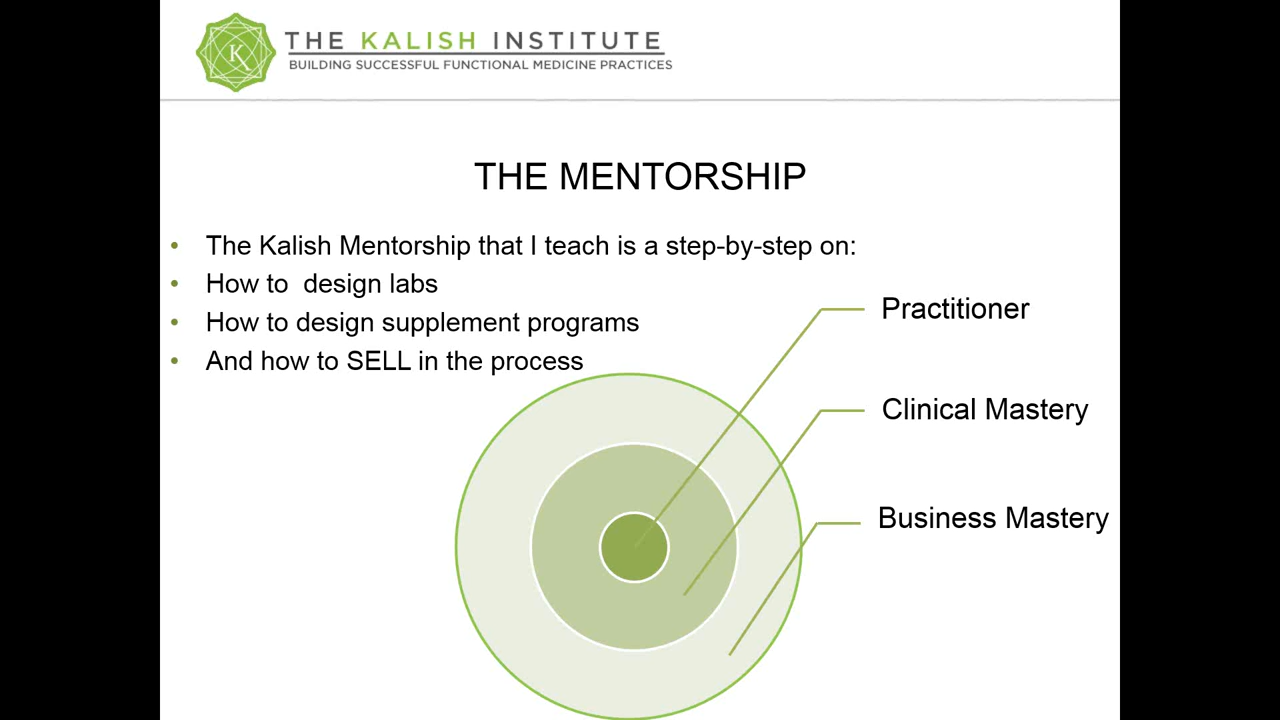 K
THE KALISH INSTITUTE
BUILDING SUCCESSFUL FUNCTIONAL MEDICINE PRACTICES
THE MENTORSHIP
• The Kalish Mentorship that I teach is a step-by-step on:
• How to  design labs
• How to design supplement programs
• And how to SELL in the process
Practitioner
Clinical Mastery
Business Mastery